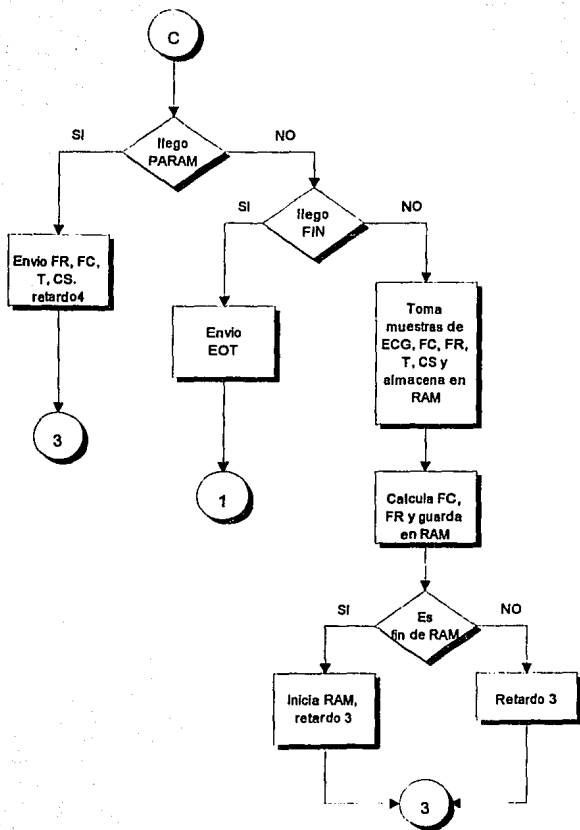 C
SI
llego
PARAM
NO
SI
llego
FIN
NO
Envio FR, FC,
T, CS.
retardo4
Envio
EOT
Toma
muestras de
ECG, FC, FR,
T, CS y
almacena en
RAM
3
1
Calcula FC,
FR y guarda
en RAM
SI
Es
fin de RAM
NO
Inicia RAM,
retardo 3
Retardo 3
3